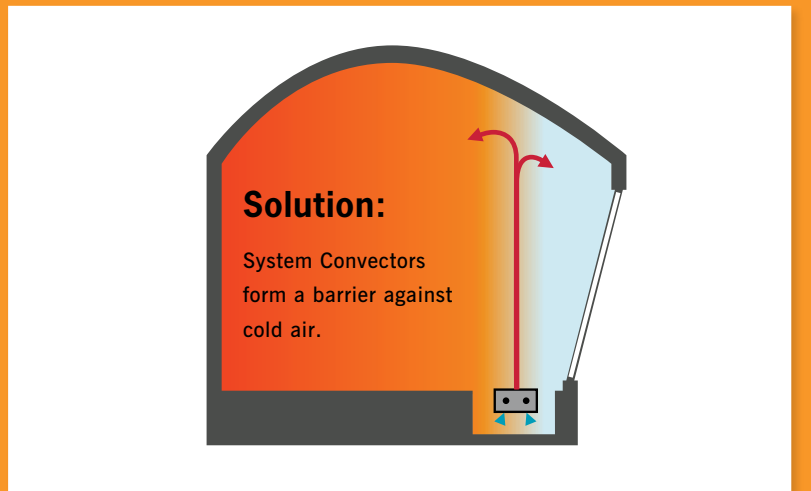 Solution:
System Convectors
form a barrier against
cold air.